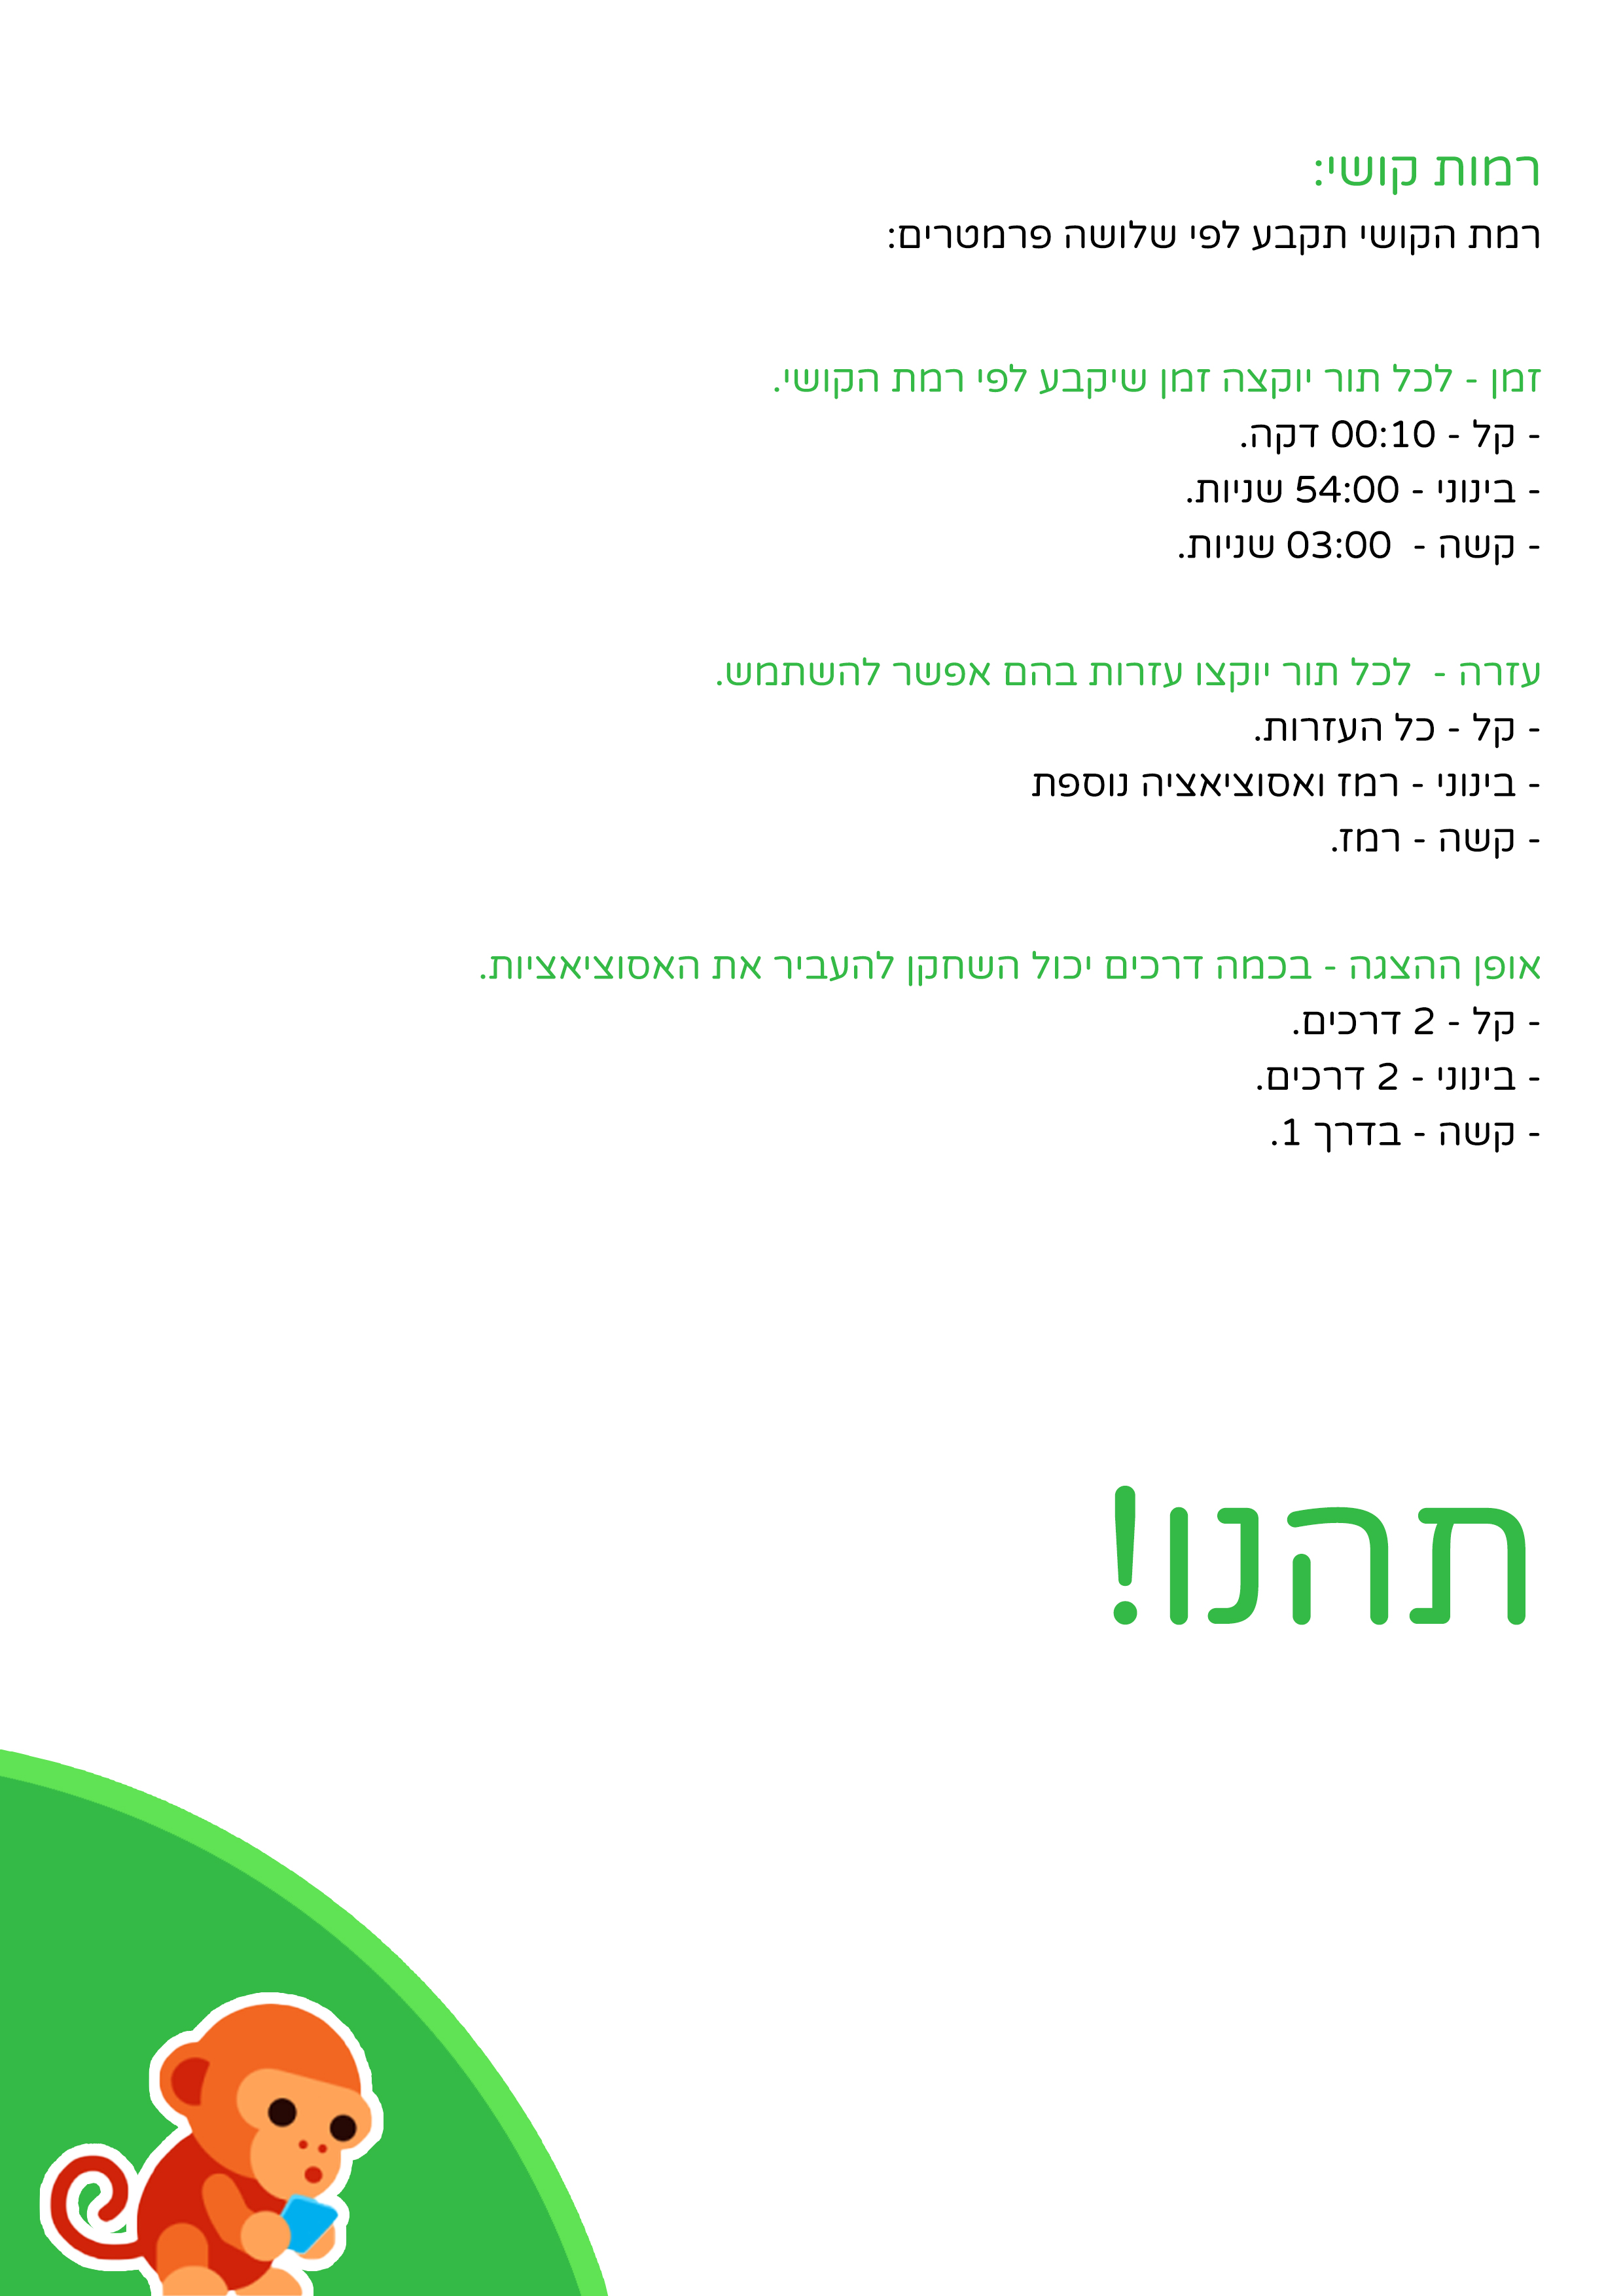 רמות קושי:
רמת הקושי תקבע לפי שלושה פרמטרים:
זמן - לכל תור יוקצה זמן שיקבע לפי רמת הקושי.
- קל - 00:10 דקה.
- בינוני - 54:00 שניות.
- קשה - 03:00 שניות.
עזרה - לכל תור יוקצו עזרות בהם אפשר להשתמש.
- קל - כל העזרות.
- בינוני - רמז ואסוציאציה נוספת
- קשה - רמז.
אופן ההצגה - בכמה דרכים יכול השחקן להעביר את האסוציאציות.
- קל - 2 דרכים.
- בינוני - 2 דרכים.
- קשה - בדרך 1.
תהנו!